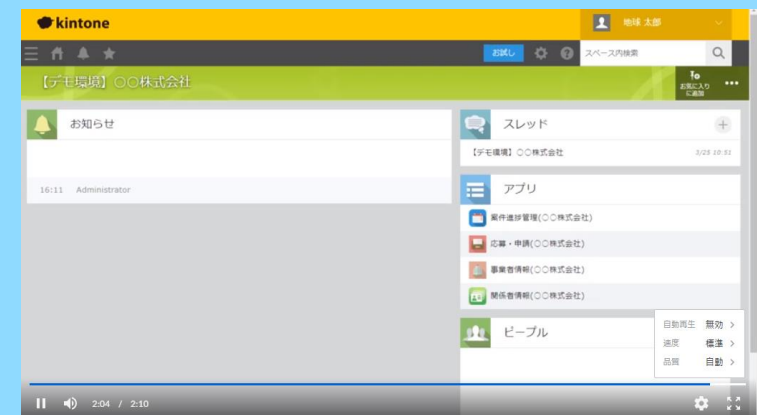 kintone
地球 太郎
お試し
スペース内検索
【デモ環境】〇〇株式会社
お気に入り
に追加
お知らせ
16:11 Administrator
スレッド
【デモ環境】〇〇株式会社 3/28 10:51
アプリ
案件進捗管理(〇〇株式会社)
応募・申請(〇〇株式会社)
事業者情報(〇〇株式会社)
関係者情報(〇〇株式会社)
ピープル
自動再生 無効
速度 標準
品質 自動
2:04 / 2:10